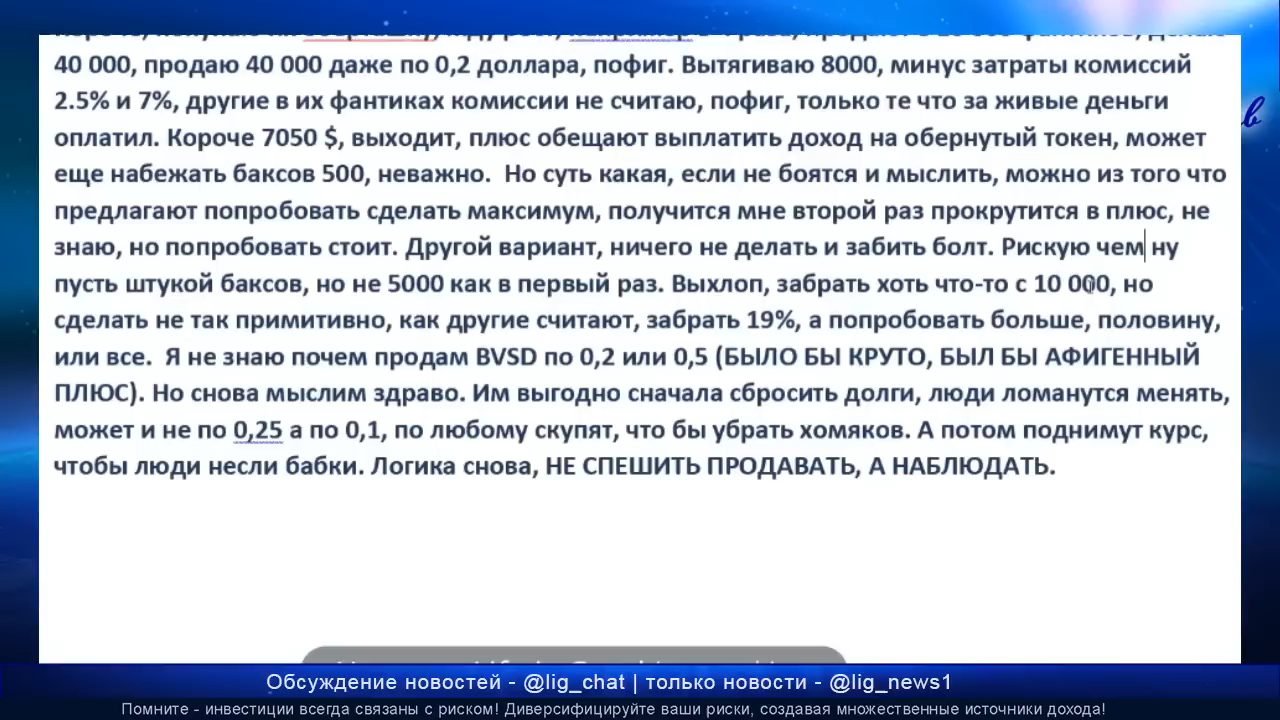 40 000, продаю 40 000 даже по 0,2 доллара, пофиг. Вытягиваю 8000, минус затраты комиссий
2.5% и 7%, другие в их фантиках комиссии не считаю, пофиг, только те что за живые деньги
оплатил. Короче 7050 $, выходит, плюс обещают выплатить доход на обернутый токен, может
еще набежать баксов 500, неважно.  Но суть какая, если не боятся и мыслить, можно из того что
предлагают попробовать сделать максимум, получится мне второй раз прокрутится в плюс, не
знаю, но попробовать стоит. Другой вариант, ничего не делать и забить болт. Рискую чем ну
пусть штукой баксов, но не 5000 как в первый раз. Выхлоп, забрать хоть что-то с 10 000, но
сделать не так примитивно, как другие считают, забрать 19%, а попробовать больше, половину,
или все.  Я не знаю почем продам BVSD по 0,2 или 0,5 (БЫЛО БЫ КРУТО, БЫЛ БЫ АФИГЕННЫЙ
ПЛЮС). Но снова мыслим здраво. Им выгодно сначала сбросить долги, люди ломанутся менять,
может и не по 0,25 а по 0,1, по любому скупят, что бы убрать хомяков. А потом поднимут курс,
чтобы люди несли бабки. Логика снова, НЕ СПЕШИТЬ ПРОДАВАТЬ, А НАБЛЮДАТЬ.
Обсуждение новостей - @lig_chat | только новости - @lig_news1
Помните - инвестиции всегда связаны с риском! Диверсифицируйте ваши риски, создавая множественные источники дохода!